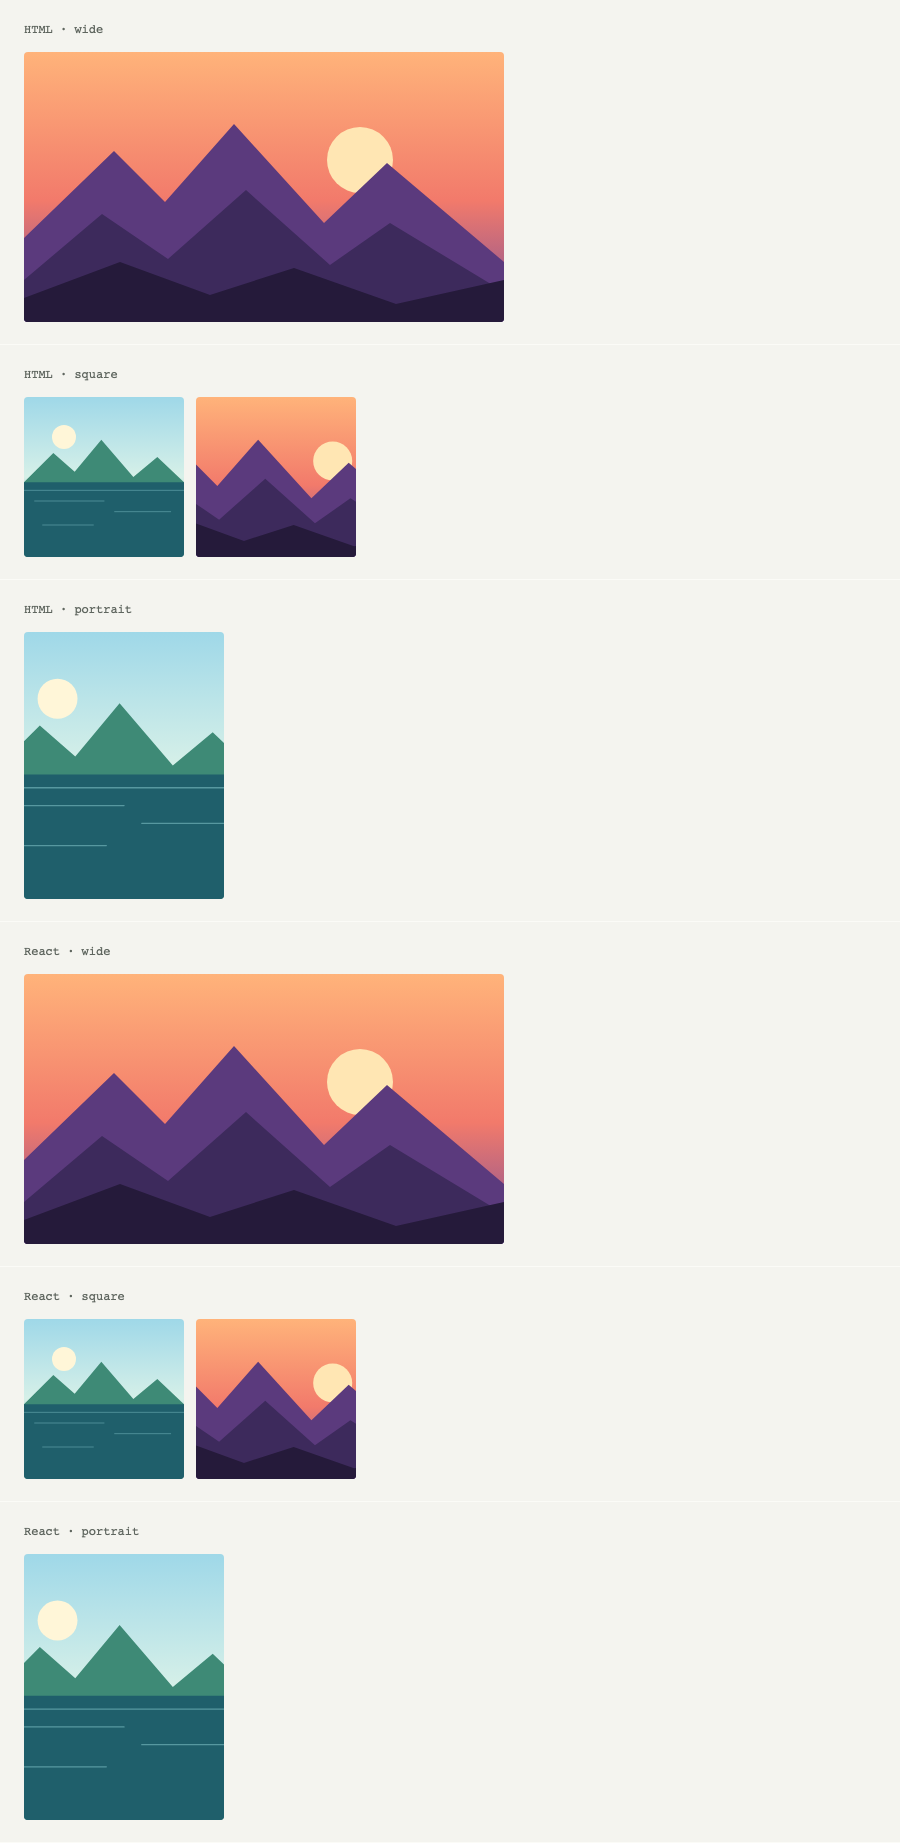 HTML · wide
HTML · square
HTML · portrait
React · wide
React · square
React · portrait